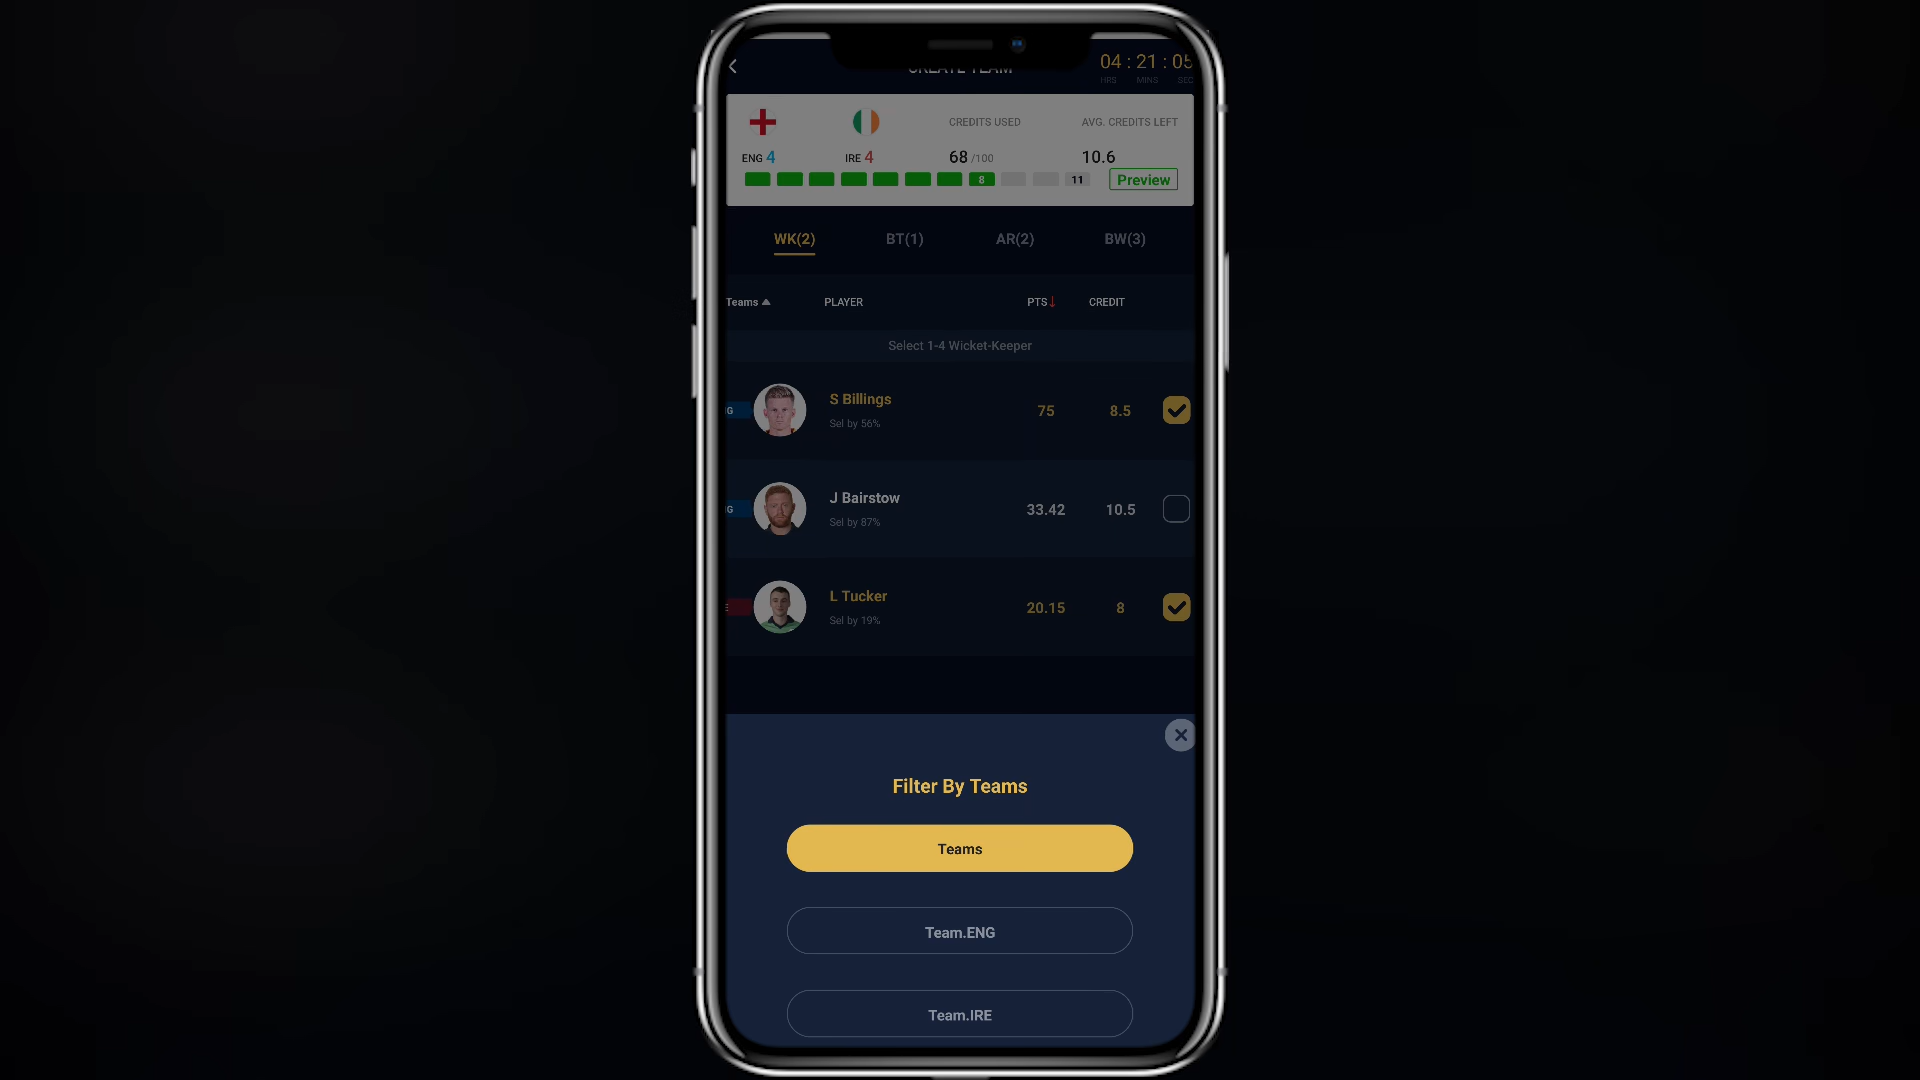 CREATE TEAM
04 : 21 : 05
HRS MINS SEC
CREDITS USED AVG. CREDITS LEFT
ENG 4 IRE 4 68 /100 10.6
8 11 Preview
WK(2) BT(1) AR(2) BW(3)
Teams PLAYER PTS CREDIT
Select 1-4 Wicket-Keeper
S Billings
G 75 8.5
Sel by 56%
J Bairstow
G 33.42 10.5
Sel by 87%
L Tucker
20.15 8
Sel by 19%
Filter By Teams
Teams
Team.ENG
Team.IRE